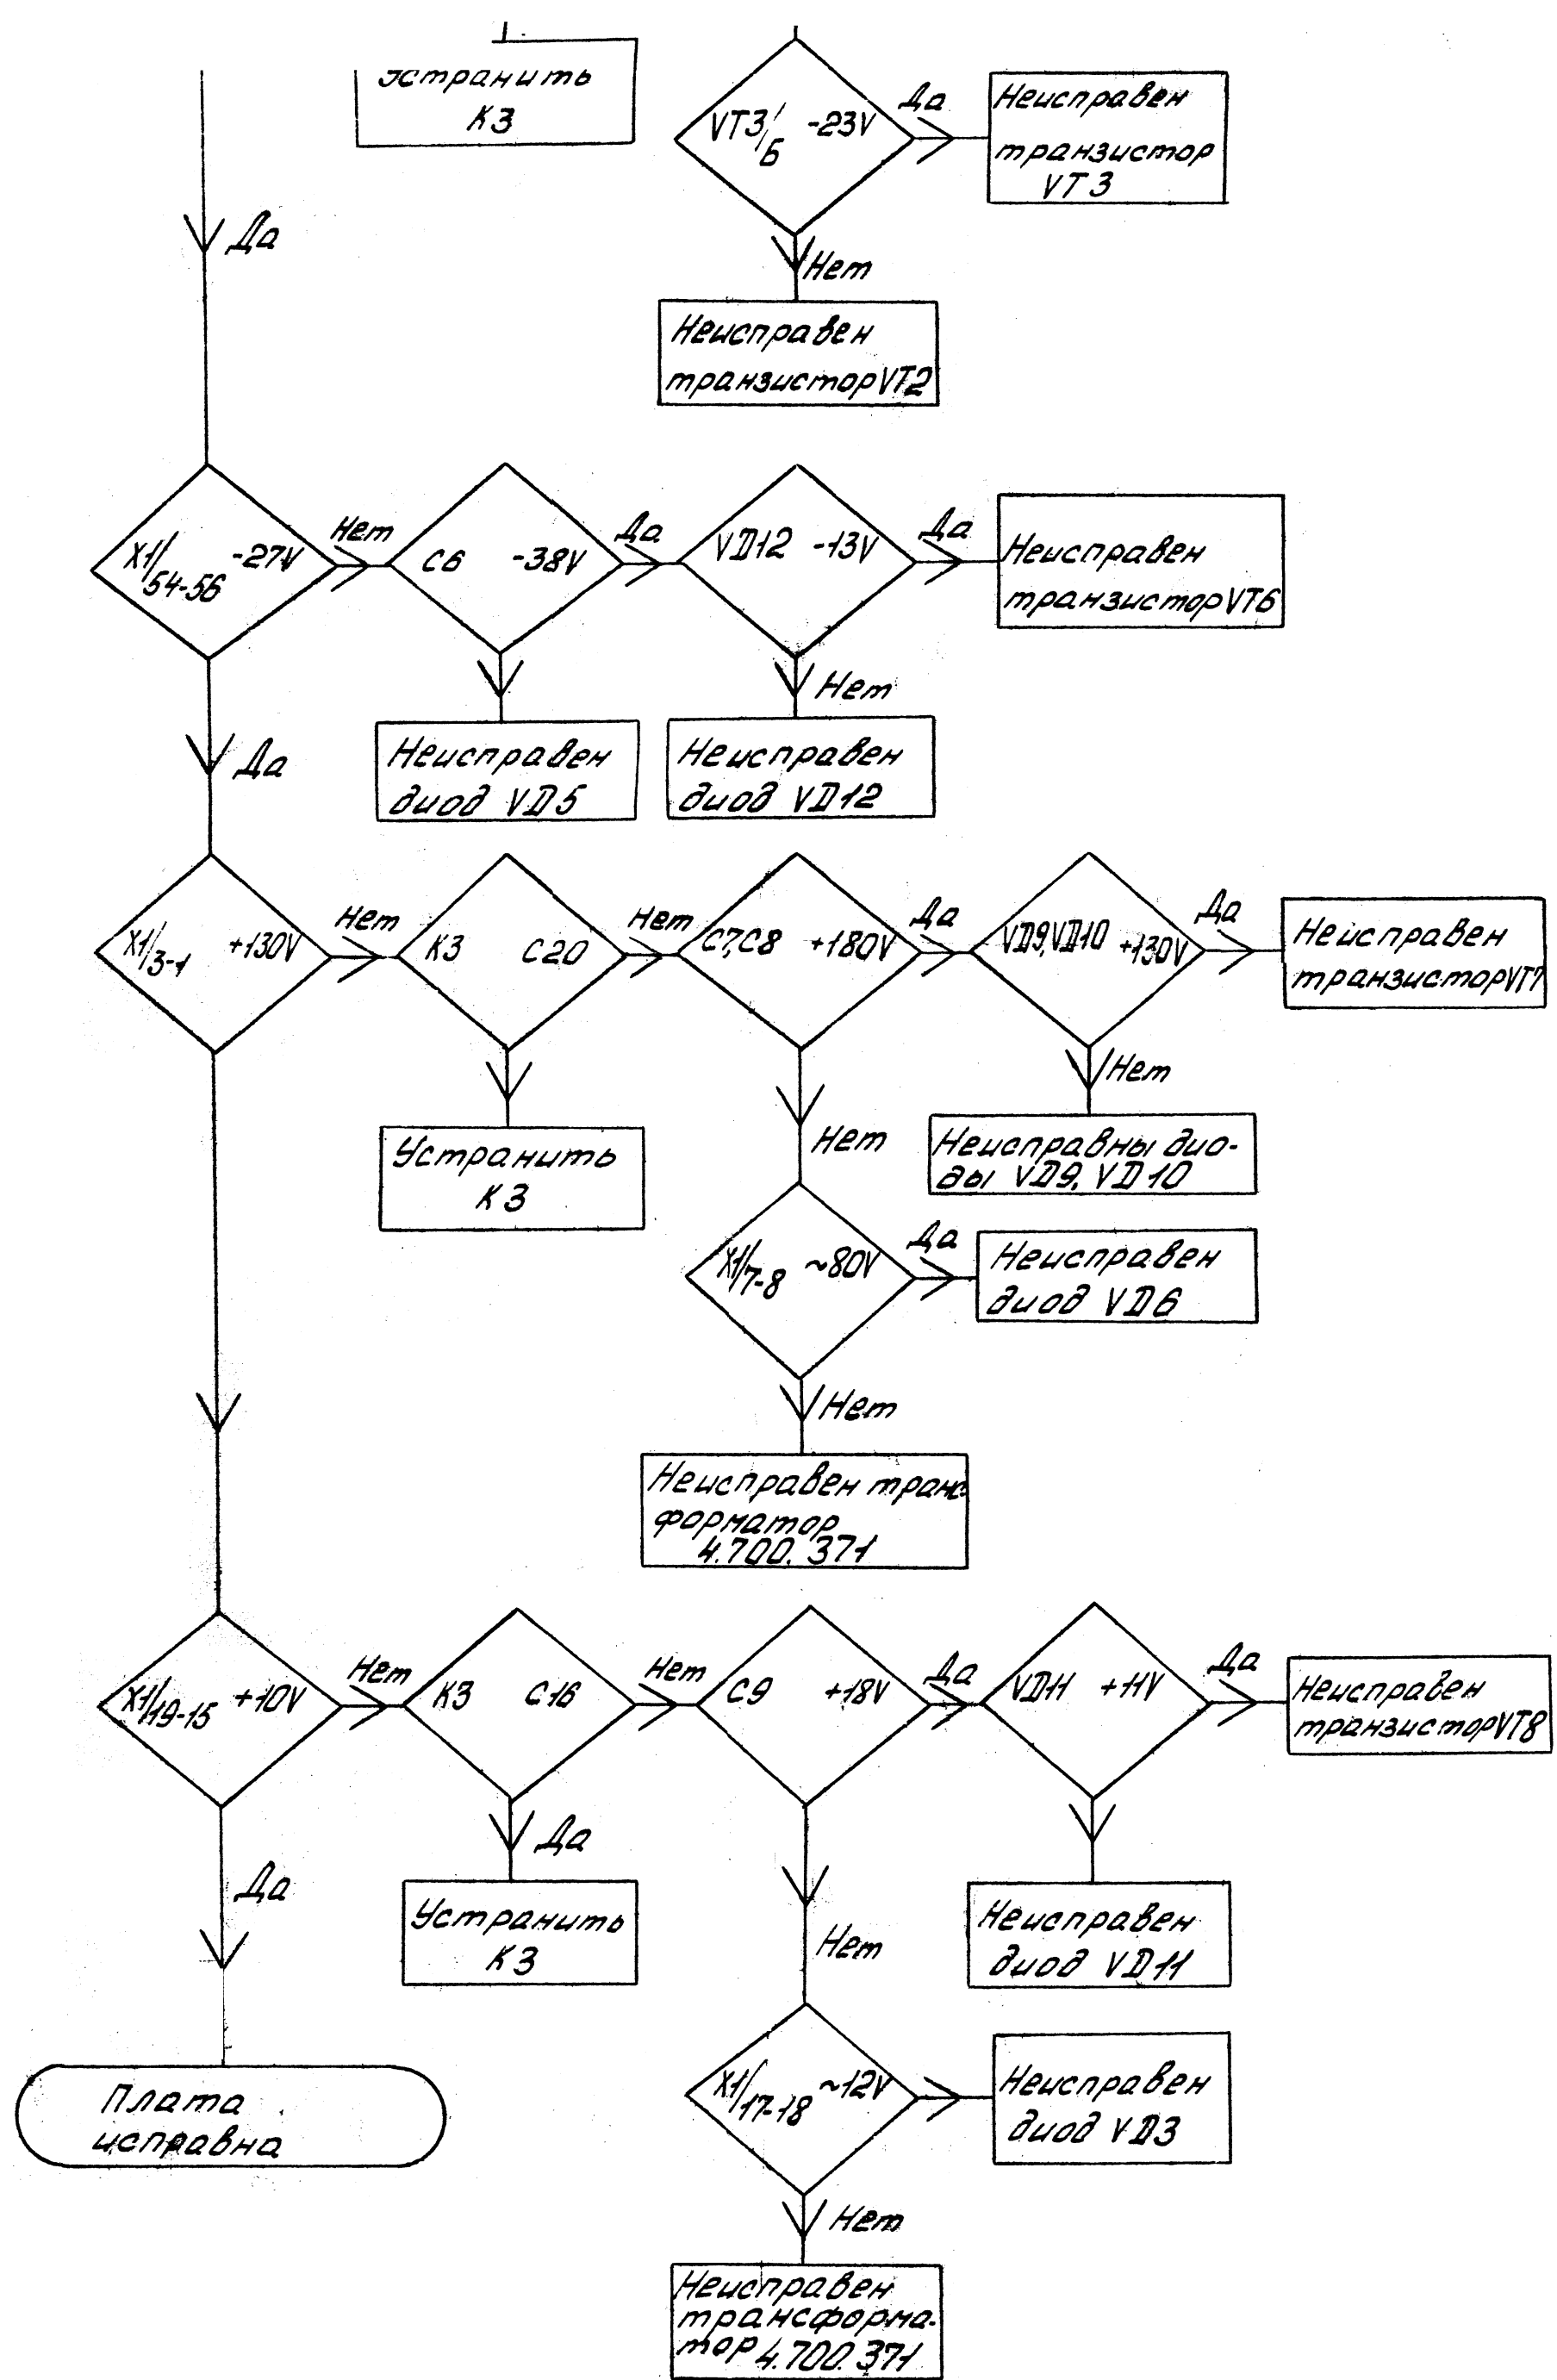 Устранить
КЗ
VT3/Б -23V
Да
Неисправен
транзистор
VT3
Да
Нет
Неисправен
транзистор VT2
X1/54-56 -27V
Нет
C6 -38V
Да
VD12 -13V
Да
Неисправен
транзистор VT6
Нет
Да
Неисправен
диод VD5
Неисправен
диод VD12
X1/3-1 +130V
Нет
КЗ C20
Нет
C7,C8 +180V
Да
VD9,VD10 +130V
Да
Неисправен
транзистор VT7
Нет
Устранить
КЗ
Нет
Неисправны дио-
ды VD9, VD10
X1/7-8 ~80V
Да
Неисправен
диод VD6
Нет
Неисправен транс
форматор
4.700.371
X1/19-15 +10V
Нет
КЗ C16
Нет
C9 +18V
Да
VD11 +11V
Да
Неисправен
транзистор VT8
Да
Да
Устранить
КЗ
Нет
Неисправен
диод VD11
Плата
исправна
X1/17-18 ~12V
Неисправен
диод VD3
Нет
Неисправен
трансформа-
тор 4.700.371